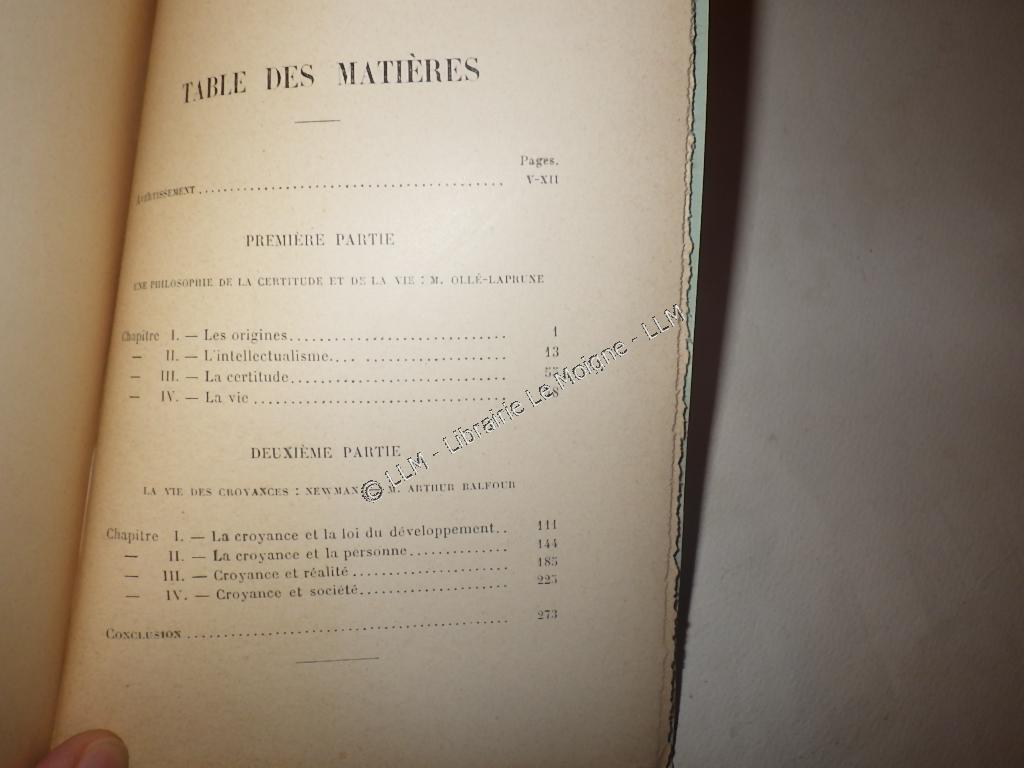 TABLE DES MATIÈRES
Pages.
AVERTISSEMENT ........................................ V-XII
PREMIÈRE PARTIE
UNE PHILOSOPHIE DE LA CERTITUDE ET DE LA VIE : M. OLLÉ-LAPRUNE
Chapitre I. — Les origines............................. 1
— II. — L'intellectualisme.... ................... 13
— III. — La certitude.............................
— IV. — La vie ..................................
DEUXIÈME PARTIE
LA VIE DES CROYANCES : NEWMAN — M. ARTHUR BALFOUR
Chapitre I. — La croyance et la loi du développement.. 111
— II. — La croyance et la personne............. 144
— III. — Croyance et réalité..................... 185
— IV. — Croyance et société.................... 225
CONCLUSION ........................................... 273
© LLM - Librairie Le Moigne - LLM